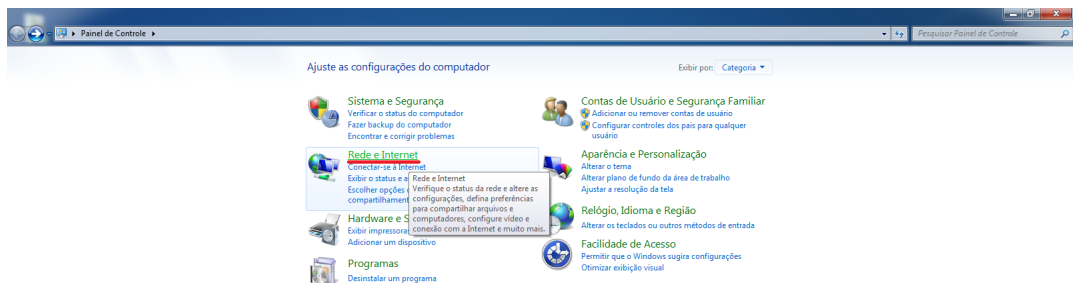 Painel de Controle
Pesquisar Painel de Controle
Ajuste as configurações do computador
Exibir por: Categoria
Sistema e Segurança
Verificar o status do computador
Fazer backup do computador
Encontrar e corrigir problemas
Rede e Internet
Conectar-se à Internet
Exibir o status e a
Escolher opções
compartilhament
Rede e Internet
Verifique o status da rede e altere as
configurações, defina preferências
para compartilhar arquivos e
computadores, configure vídeo e
conexão com a Internet e muito mais.
Hardware e S
Exibir impressora
Adicionar um dispositivo
Programas
Desinstalar um programa
Contas de Usuário e Segurança Familiar
Adicionar ou remover contas de usuário
Configurar controles dos pais para qualquer
usuário
Aparência e Personalização
Alterar o tema
Alterar plano de fundo da área de trabalho
Ajustar a resolução da tela
Relógio, Idioma e Região
Alterar os teclados ou outros métodos de entrada
Facilidade de Acesso
Permitir que o Windows sugira configurações
Otimizar exibição visual